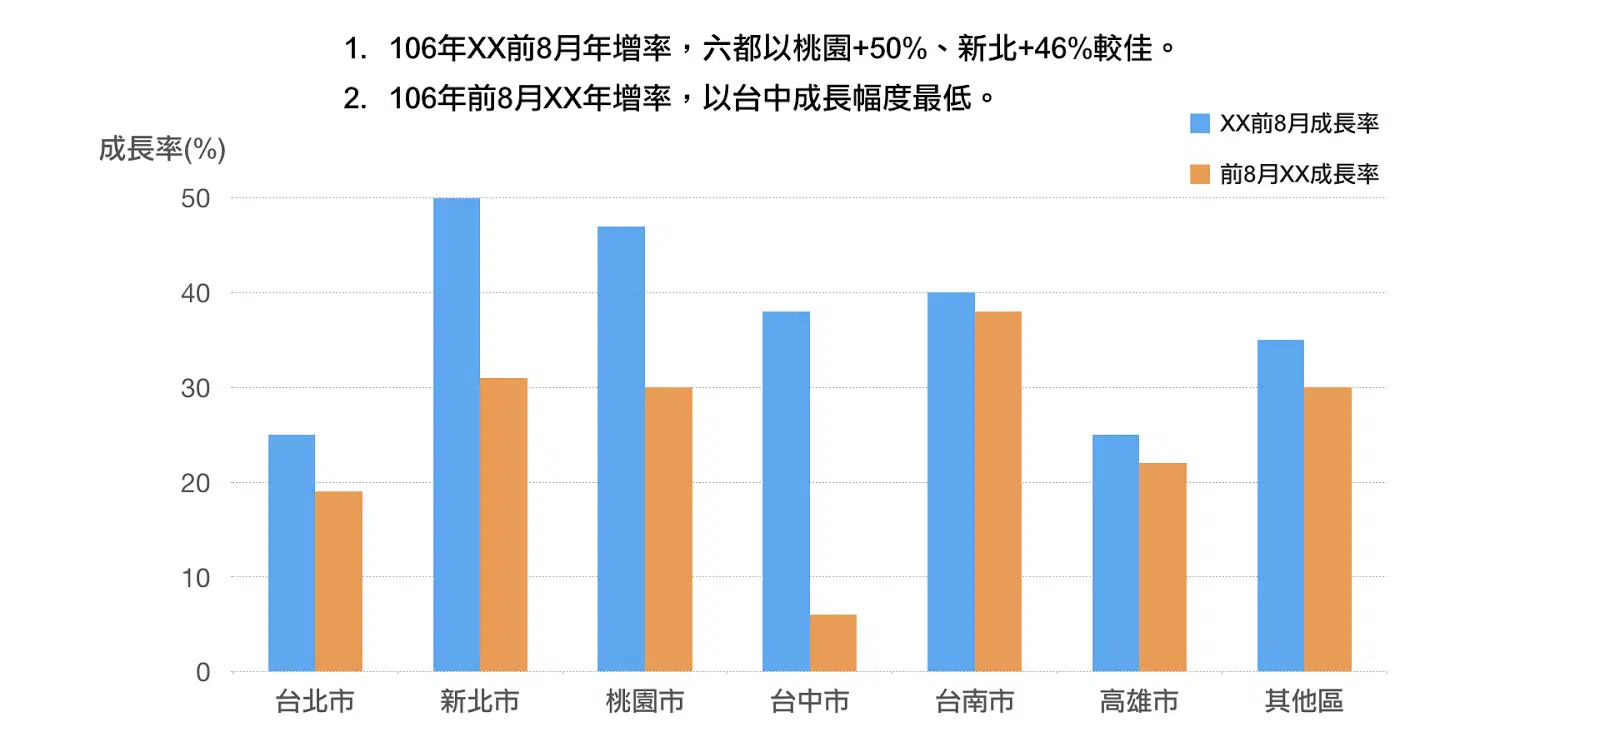 1. 106年XX前8月年增率，六都以桃園+50%、新北+46%較佳。
2. 106年前8月XX年增率，以台中成長幅度最低。
XX前8月成長率
前8月XX成長率
成長率(%)
50
40
30
20
10
0
台北市 新北市 桃園市 台中市 台南市 高雄市 其他區